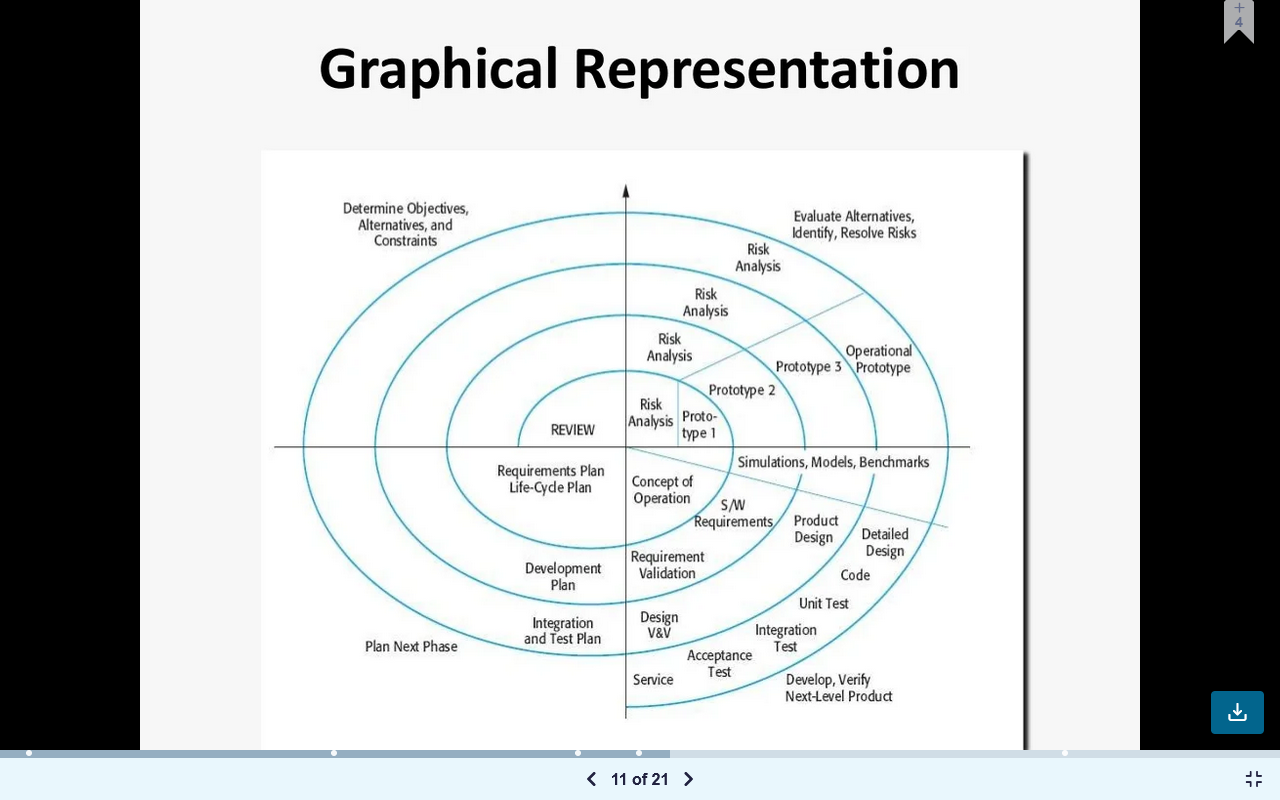 +
4
Graphical Representation
Determine Objectives,
Alternatives, and
Constraints
Evaluate Alternatives,
Identify, Resolve Risks
Risk
Analysis
Risk
Analysis
Risk
Analysis
Risk
Analysis
Operational
Prototype
Prototype 3
Prototype 2
Proto-
type 1
REVIEW
Requirements Plan
Life-Cycle Plan
Concept of
Operation
Simulations, Models, Benchmarks
S/W
Requirements
Product
Design
Detailed
Design
Development
Plan
Requirement
Validation
Code
Unit Test
Integration
and Test Plan
Design
V&V
Integration
Test
Plan Next Phase
Acceptance
Test
Service
Develop, Verify
Next-Level Product
11 of 21